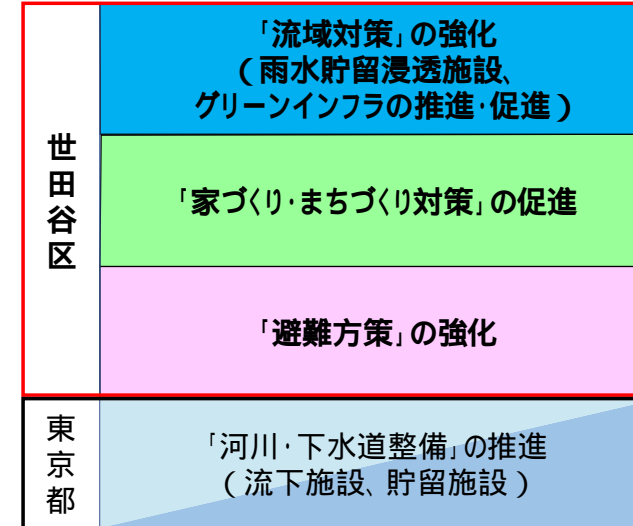 世田谷区
「流域対策」の強化
(雨水貯留浸透施設、
グリーンインフラの推進・促進)
「家づくり・まちづくり対策」の促進
「避難方策」の強化
東京都
「河川・下水道整備」の推進
(流下施設、貯留施設)